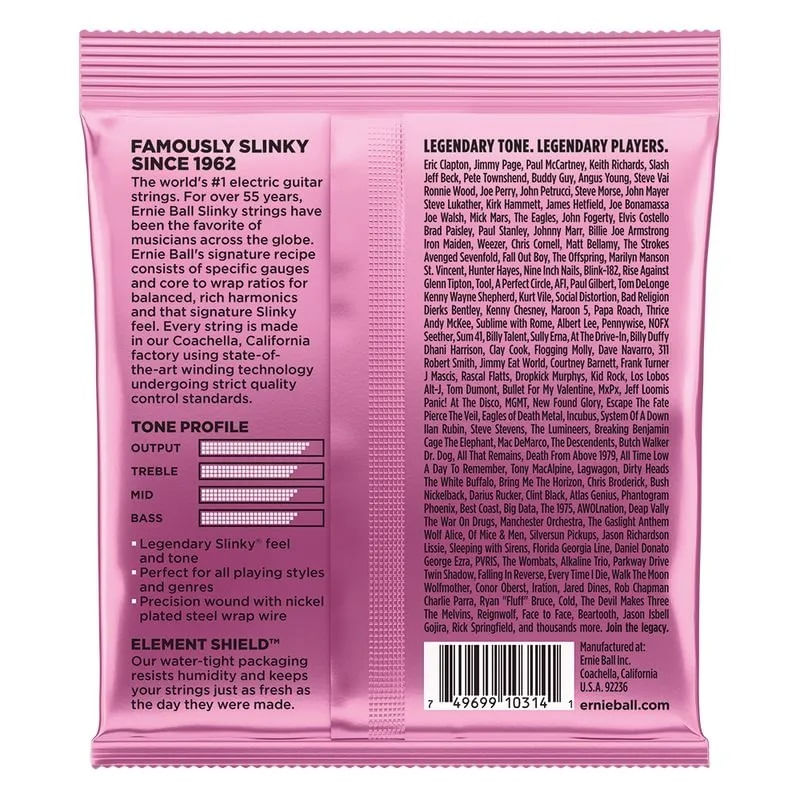 FAMOUSLY SLINKY
SINCE 1962
The world's #1 electric guitar
strings. For over 55 years,
Ernie Ball Slinky strings have
been the favorite of
musicians across the globe.
Ernie Ball's signature recipe
consists of specific gauges
and core to wrap ratios for
balanced, rich harmonics
and that signature Slinky
feel. Every string is made
in our Coachella, California
factory using state-of-
the-art winding technology
undergoing strict quality
control standards.
TONE PROFILE
OUTPUT
TREBLE
MID
BASS
▪ Legendary Slinky® feel
and tone
▪ Perfect for all playing styles
and genres
▪ Precision wound with nickel
plated steel wrap wire
ELEMENT SHIELD™
Our water-tight packaging
resists humidity and keeps
your strings just as fresh as
the day they were made.
LEGENDARY TONE. LEGENDARY PLAYERS.
Eric Clapton, Jimmy Page, Paul McCartney, Keith Richards, Slash
Jeff Beck, Pete Townshend, Buddy Guy, Angus Young, Steve Vai
Ronnie Wood, Joe Perry, John Petrucci, Steve Morse, John Mayer
Steve Lukather, Kirk Hammett, James Hetfield, Joe Bonamassa
Joe Walsh, Mick Mars, The Eagles, John Fogerty, Elvis Costello
Brad Paisley, Paul Stanley, Johnny Marr, Billie Joe Armstrong
Iron Maiden, Weezer, Chris Cornell, Matt Bellamy, The Strokes
Avenged Sevenfold, Fall Out Boy, The Offspring, Marilyn Manson
St. Vincent, Hunter Hayes, Nine Inch Nails, Blink-182, Rise Against
Glenn Tipton, Tool, A Perfect Circle, AFI, Paul Gilbert, Tom DeLonge
Kenny Wayne Shepherd, Kurt Vile, Social Distortion, Bad Religion
Dierks Bentley, Kenny Chesney, Maroon 5, Papa Roach, Thrice
Andy McKee, Sublime with Rome, Albert Lee, Pennywise, NOFX
Seether, Sum 41, Billy Talent, Sully Erna, At The Drive-In, Billy Duffy
Dhani Harrison, Clay Cook, Flogging Molly, Dave Navarro, 311
Robert Smith, Jimmy Eat World, Courtney Barnett, Frank Turner
J Mascis, Rascal Flatts, Dropkick Murphys, Kid Rock, Los Lobos
Alt-J, Tom Dumont, Bullet For My Valentine, MxPx, Jeff Loomis
Panic! At The Disco, MGMT, New Found Glory, Escape The Fate
Pierce The Veil, Eagles of Death Metal, Incubus, System Of A Down
Ilan Rubin, Steve Stevens, The Lumineers, Breaking Benjamin
Cage The Elephant, Mac DeMarco, The Descendents, Butch Walker
Dr. Dog, All That Remains, Death From Above 1979, All Time Low
A Day To Remember, Tony MacAlpine, Lagwagon, Dirty Heads
The White Buffalo, Bring Me The Horizon, Chris Broderick, Bush
Nickelback, Darius Rucker, Clint Black, Atlas Genius, Phantogram
Phoenix, Best Coast, Big Data, The 1975, AWOLnation, Deap Vally
The War On Drugs, Manchester Orchestra, The Gaslight Anthem
Wolf Alice, Of Mice & Men, Silversun Pickups, Jason Richardson
Lissie, Sleeping with Sirens, Florida Georgia Line, Daniel Donato
George Ezra, PVRIS, The Wombats, Alkaline Trio, Parkway Drive
Twin Shadow, Falling In Reverse, Every Time I Die, Walk The Moon
Wolfmother, Conor Oberst, Iration, Jared Dines, Rob Chapman
Charlie Parra, Ryan "Fluff" Bruce, Cold, The Devil Makes Three
The Melvins, Reignwolf, Face to Face, Beartooth, Jason Isbell
Gojira, Rick Springfield, and thousands more. Join the legacy.
7 49699 10314 1
Manufactured at:
Ernie Ball Inc.
Coachella, California
U.S.A. 92236
ernieball.com